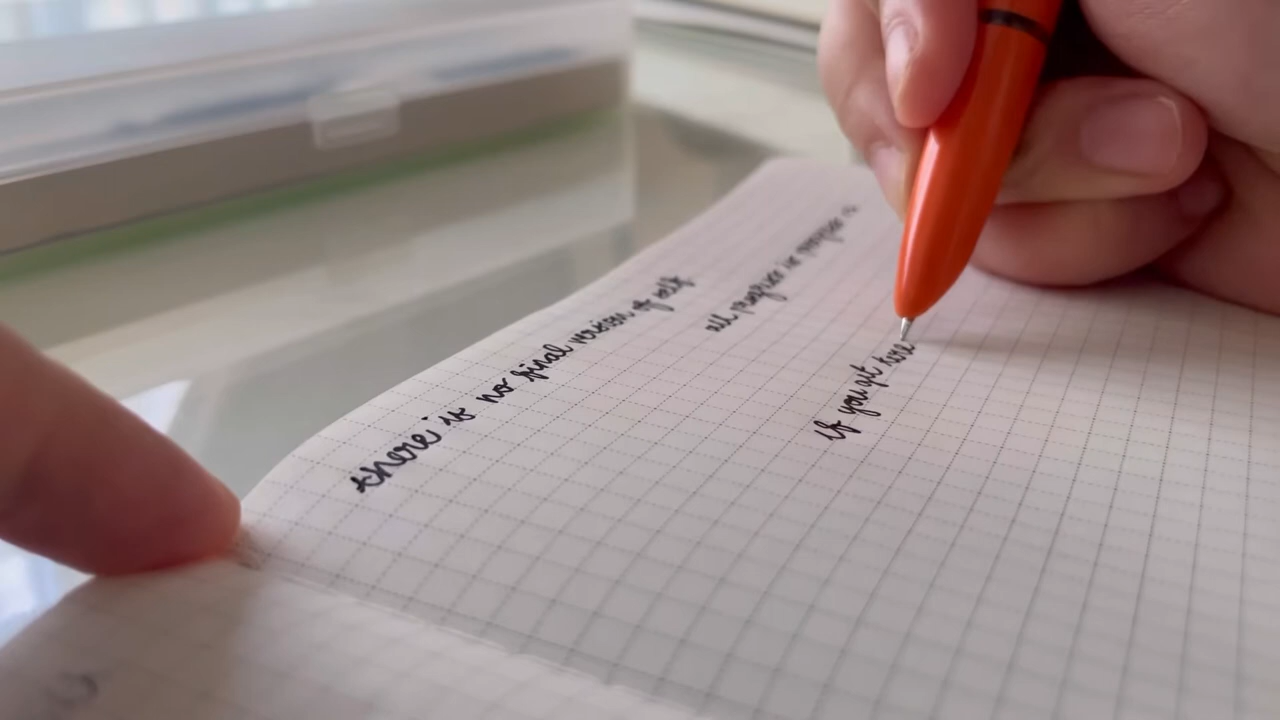 there is no final version of self
all progress is progress
if you get tire